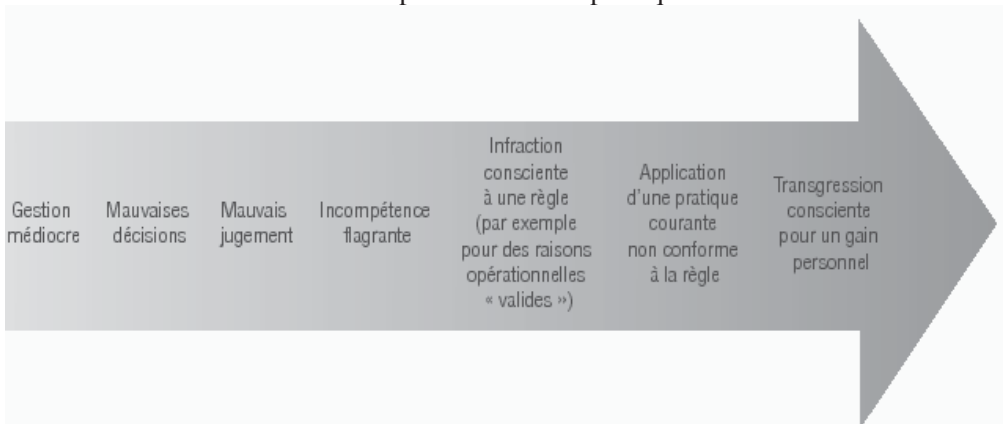 Gestion
médiocre
Mauvaises
décisions
Mauvais
jugement
Incompétence
flagrante
Infraction
consciente
à une règle
(par exemple
pour des raisons
opérationnelles
« valides »)
Application
d'une pratique
courante
non conforme
à la règle
Transgression
consciente
pour un gain
personnel